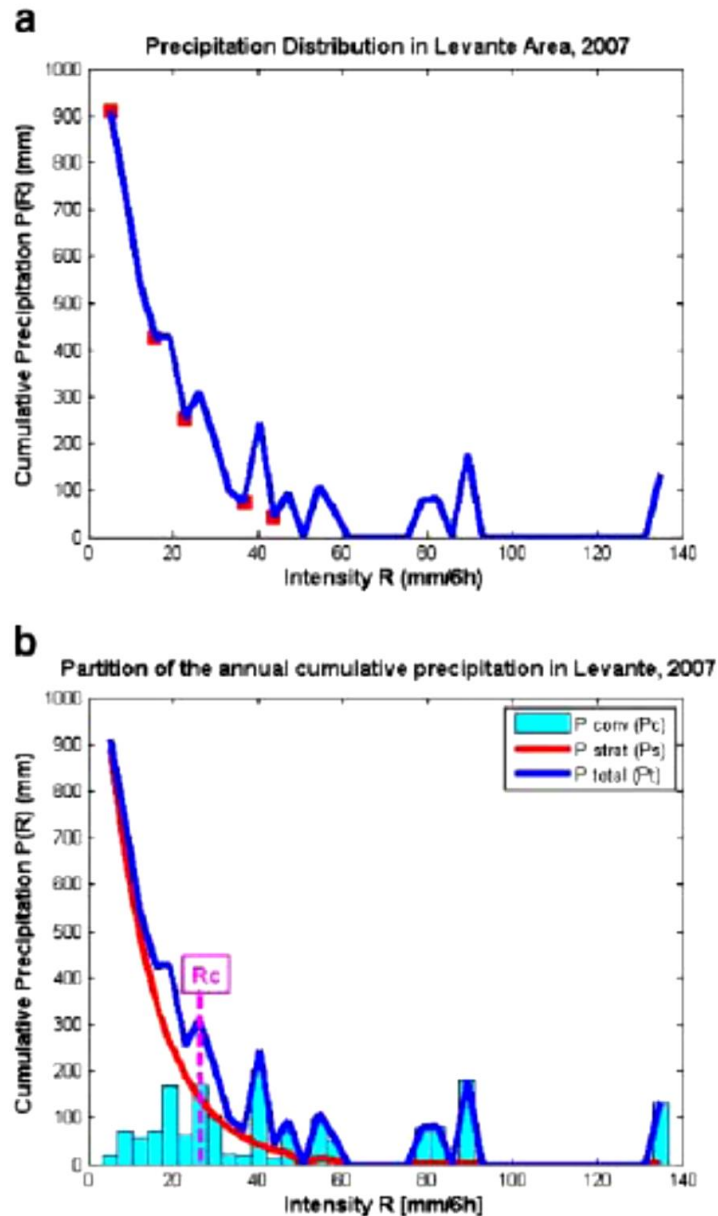 a
Precipitation Distribution in Levante Area, 2007
1000
900
800
700
600
500
400
300
200
100
0
Cumulative Precipitation P(R) (mm)
0 20 40 60 80 100 120 140
Intensity R (mm/6h)
b
Partition of the annual cumulative precipitation in Levante, 2007
1000
900
800
700
600
500
400
300
200
100
0
Cumulative Precipitation P(R) (mm)
P conv (Pc)
P strat (Ps)
P total (Pt)
Rc
0 20 40 60 80 100 120 140
Intensity R [mm/6h]